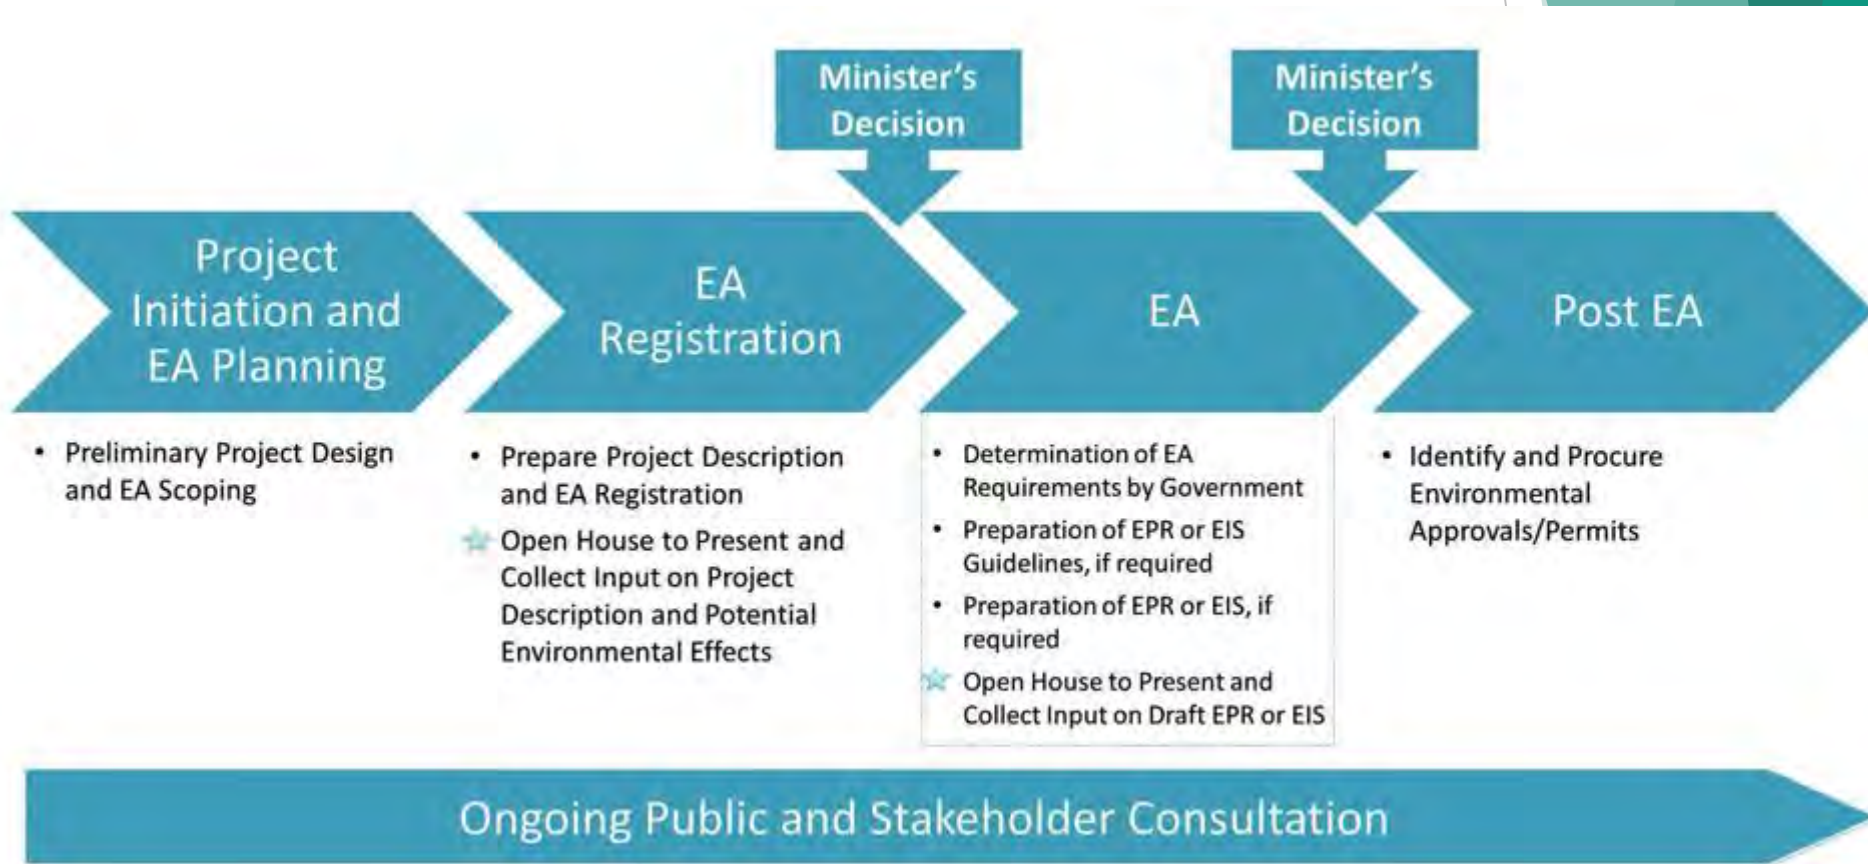 Minister's
Decision
Minister's
Decision
Project
Initiation and
EA Planning
EA
Registration
EA
Post EA
• Preliminary Project Design
and EA Scoping
• Prepare Project Description
and EA Registration
Open House to Present and
Collect Input on Project
Description and Potential
Environmental Effects
• Determination of EA
Requirements by Government
• Preparation of EPR or EIS
Guidelines, if required
• Preparation of EPR or EIS, if
required
Open House to Present and
Collect Input on Draft EPR or EIS
• Identify and Procure
Environmental
Approvals/Permits
Ongoing Public and Stakeholder Consultation